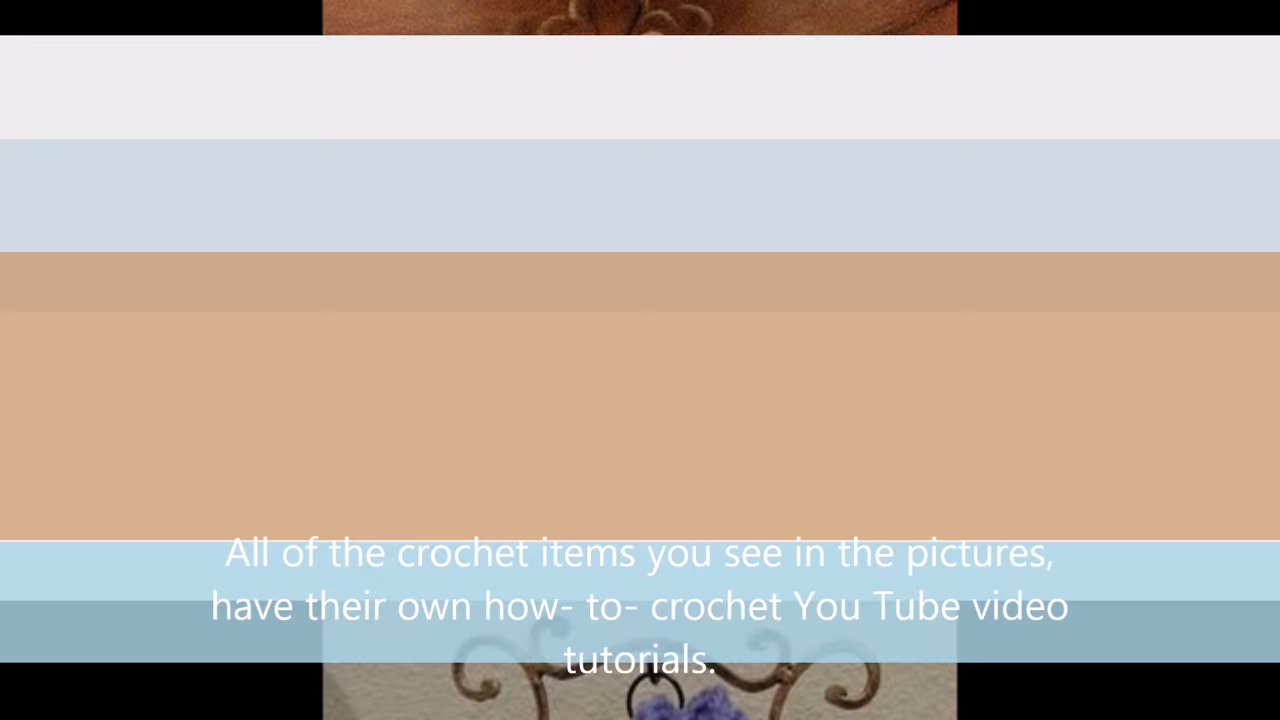 All of the crochet items you see in the pictures,
have their own how- to- crochet You Tube video
tutorials.